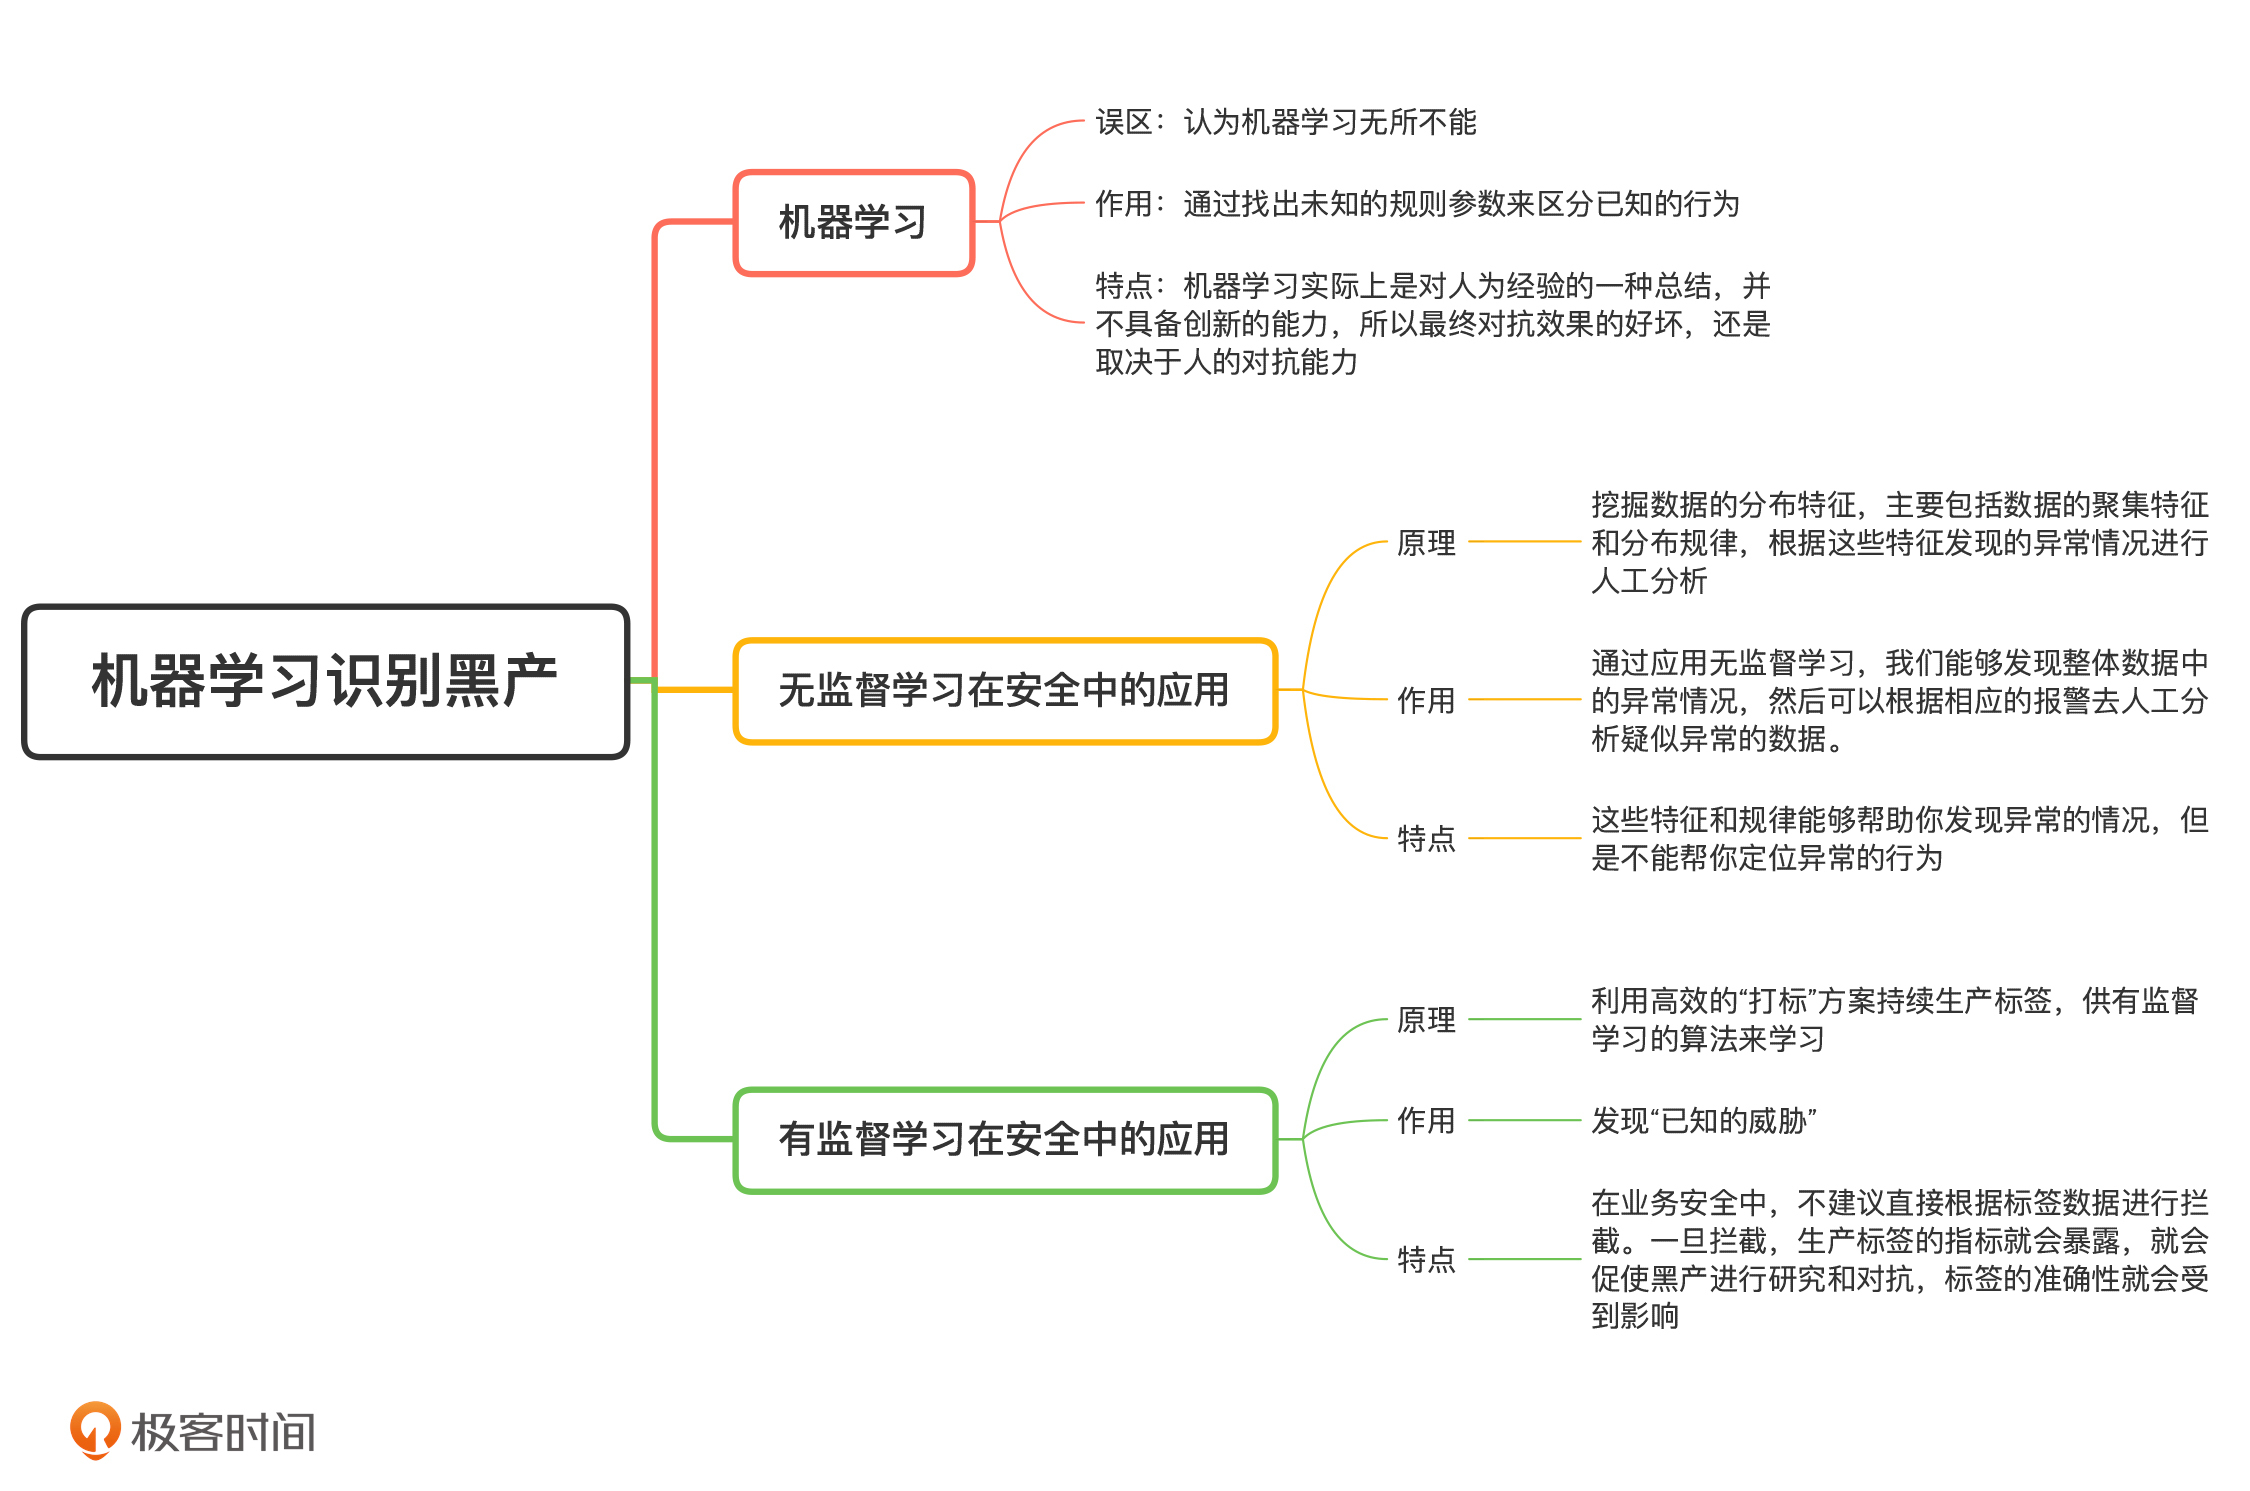 机器学习识别黑产
机器学习
误区：认为机器学习无所不能
作用：通过找出未知的规则参数来区分已知的行为
特点：机器学习实际上是对人为经验的一种总结，并
不具备创新的能力，所以最终对抗效果的好坏，还是
取决于人的对抗能力
无监督学习在安全中的应用
原理
挖掘数据的分布特征，主要包括数据的聚集特征
和分布规律，根据这些特征发现的异常情况进行
人工分析
作用
通过应用无监督学习，我们能够发现整体数据中
的异常情况，然后可以根据相应的报警去人工分
析疑似异常的数据。
特点
这些特征和规律能够帮助你发现异常的情况，但
是不能帮你定位异常的行为
有监督学习在安全中的应用
原理
利用高效的“打标”方案持续生产标签，供有监督
学习的算法来学习
作用
发现“已知的威胁”
特点
在业务安全中，不建议直接根据标签数据进行拦
截。一旦拦截，生产标签的指标就会暴露，就会
促使黑产进行研究和对抗，标签的准确性就会受
到影响
极客时间